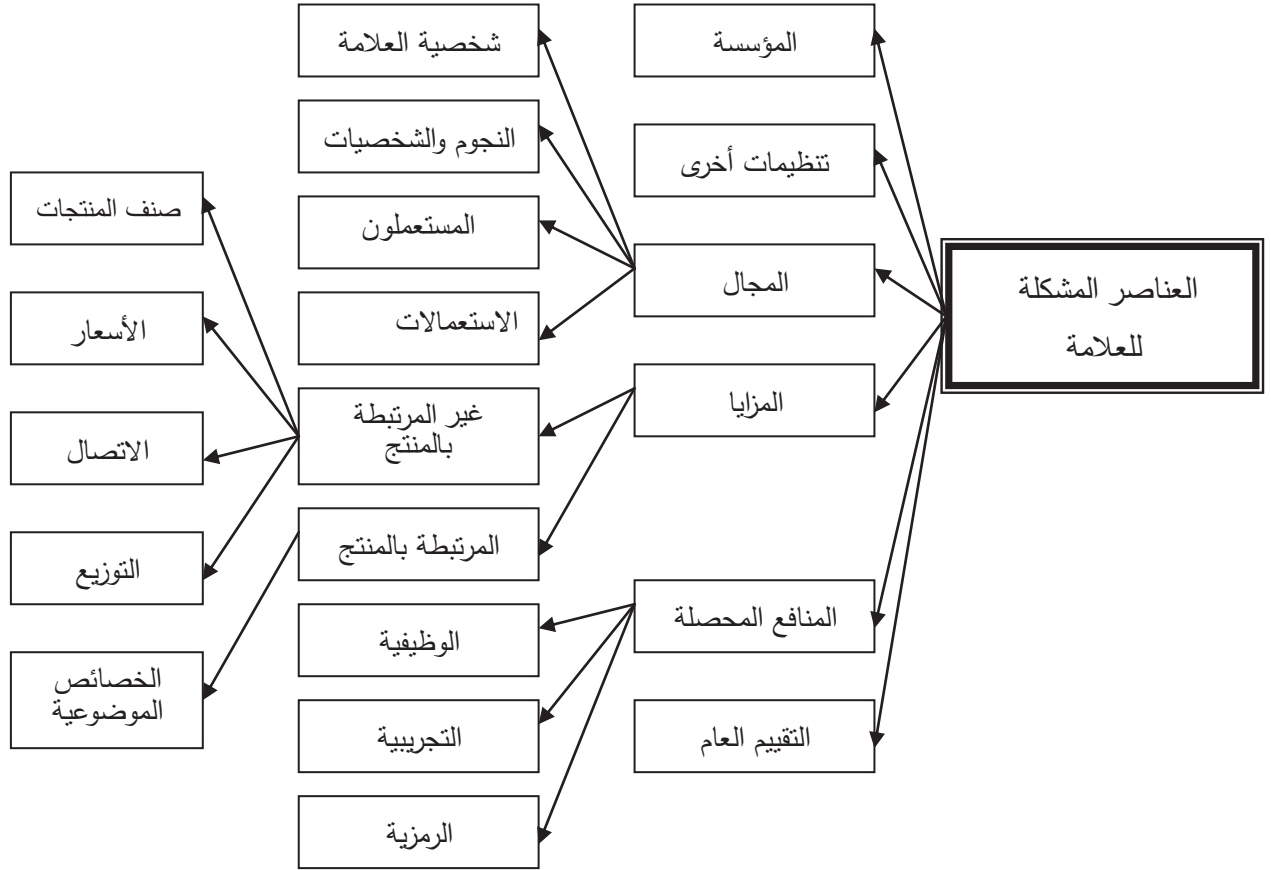 العناصر المشكلة
للعلامة
المؤسسة
تنظيمات أخرى
المجال
المزايا
المنافع المحصلة
التقييم العام
شخصية العلامة
النجوم والشخصيات
المستعملون
الاستعمالات
غير المرتبطة
بالمنتج
المرتبطة بالمنتج
الوظيفية
التجريبية
الرمزية
صنف المنتجات
الأسعار
الاتصال
التوزيع
الخصائص
الموضوعية